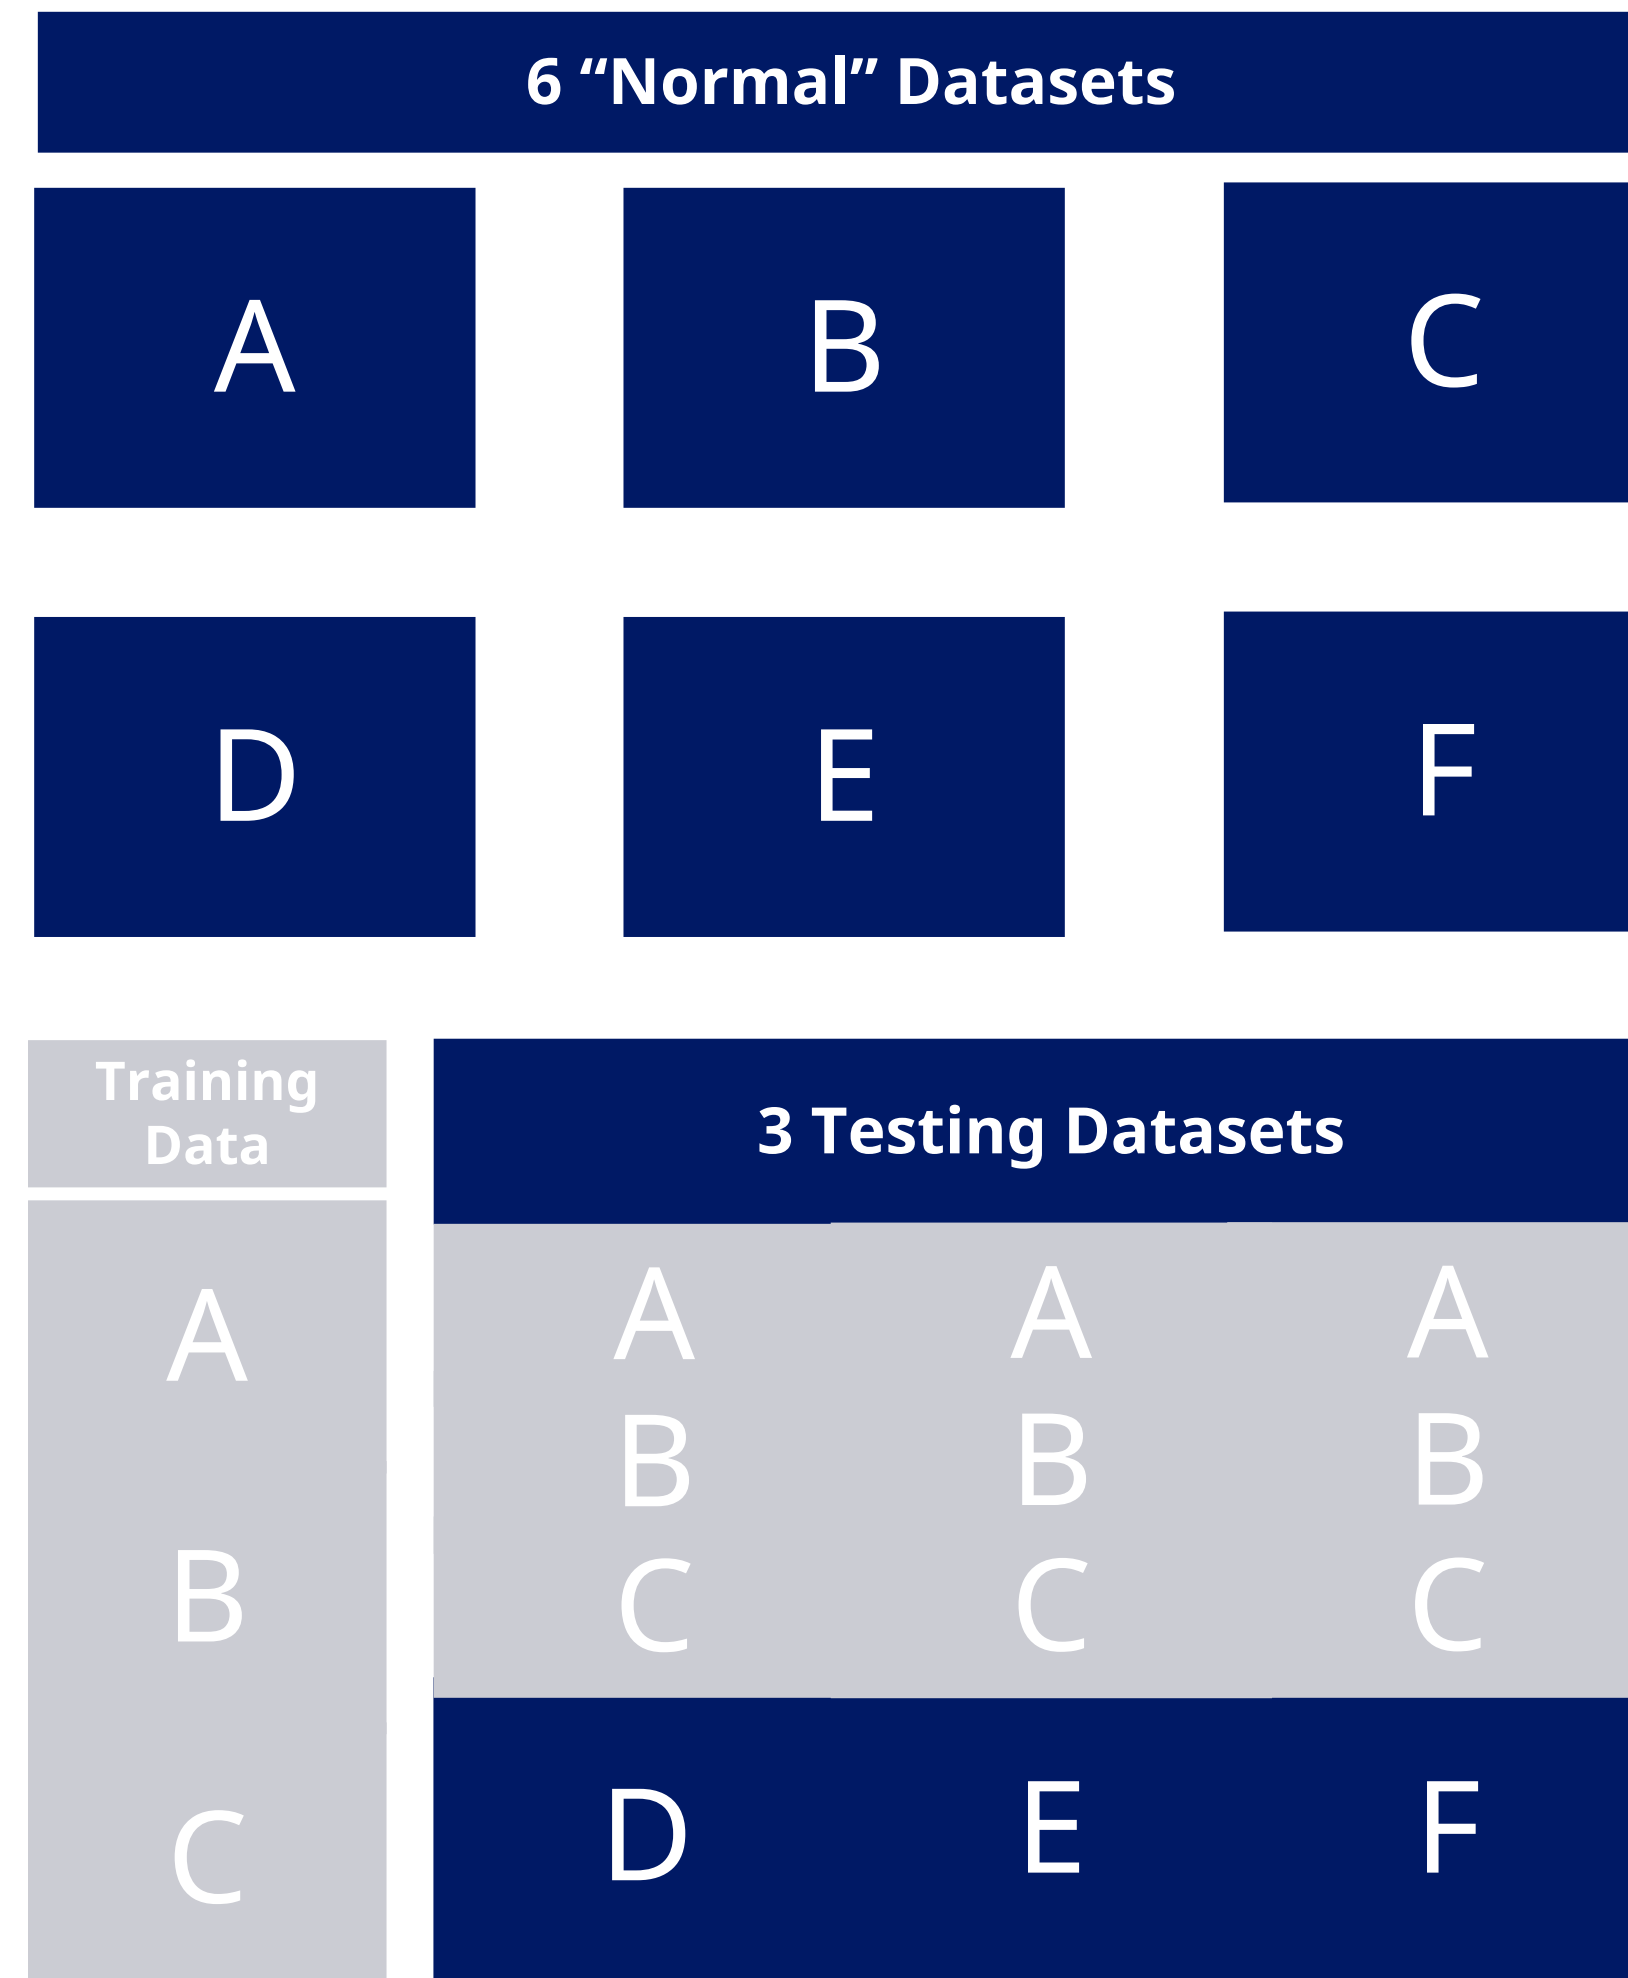 6 “Normal” Datasets
A B C
D E F
Training
Data
A
B
C
3 Testing Datasets
A A A
B B B
C C C
D E F